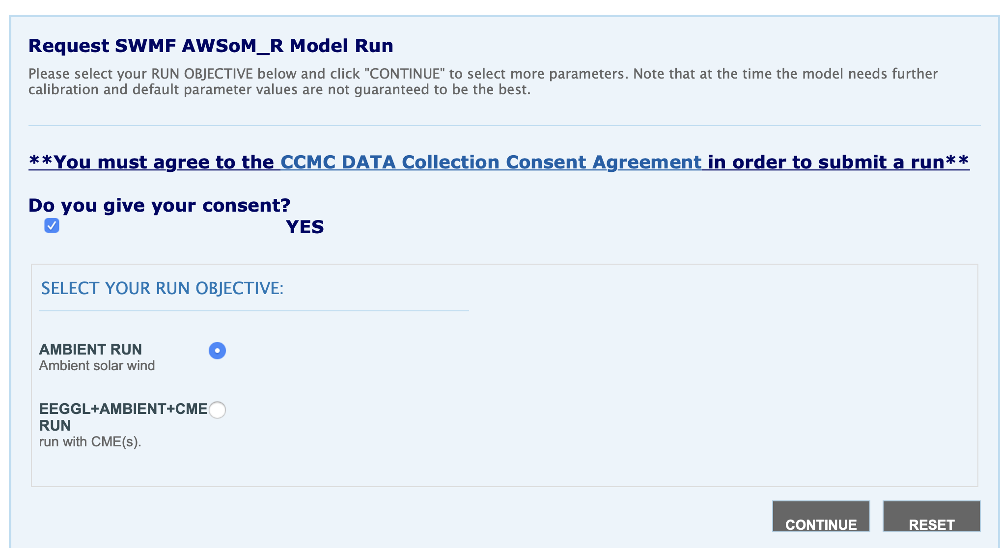 Request SWMF AWSoM_R Model Run
Please select your RUN OBJECTIVE below and click "CONTINUE" to select more parameters. Note that at the time the model needs further
calibration and default parameter values are not guaranteed to be the best.
**You must agree to the CCMC DATA Collection Consent Agreement in order to submit a run**
Do you give your consent?
YES
SELECT YOUR RUN OBJECTIVE:
AMBIENT RUN
Ambient solar wind
EEGGL+AMBIENT+CME
RUN
run with CME(s).
CONTINUE RESET